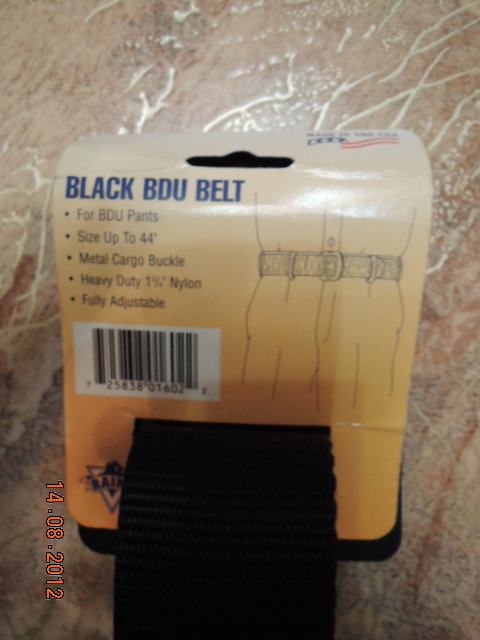 MADE IN THE USA
BLACK BDU BELT
• For BDU Pants
• Size Up To 44"
• Metal Cargo Buckle
• Heavy Duty 1¾" Nylon
• Fully Adjustable
7 25838 01602 2
14.08.2012